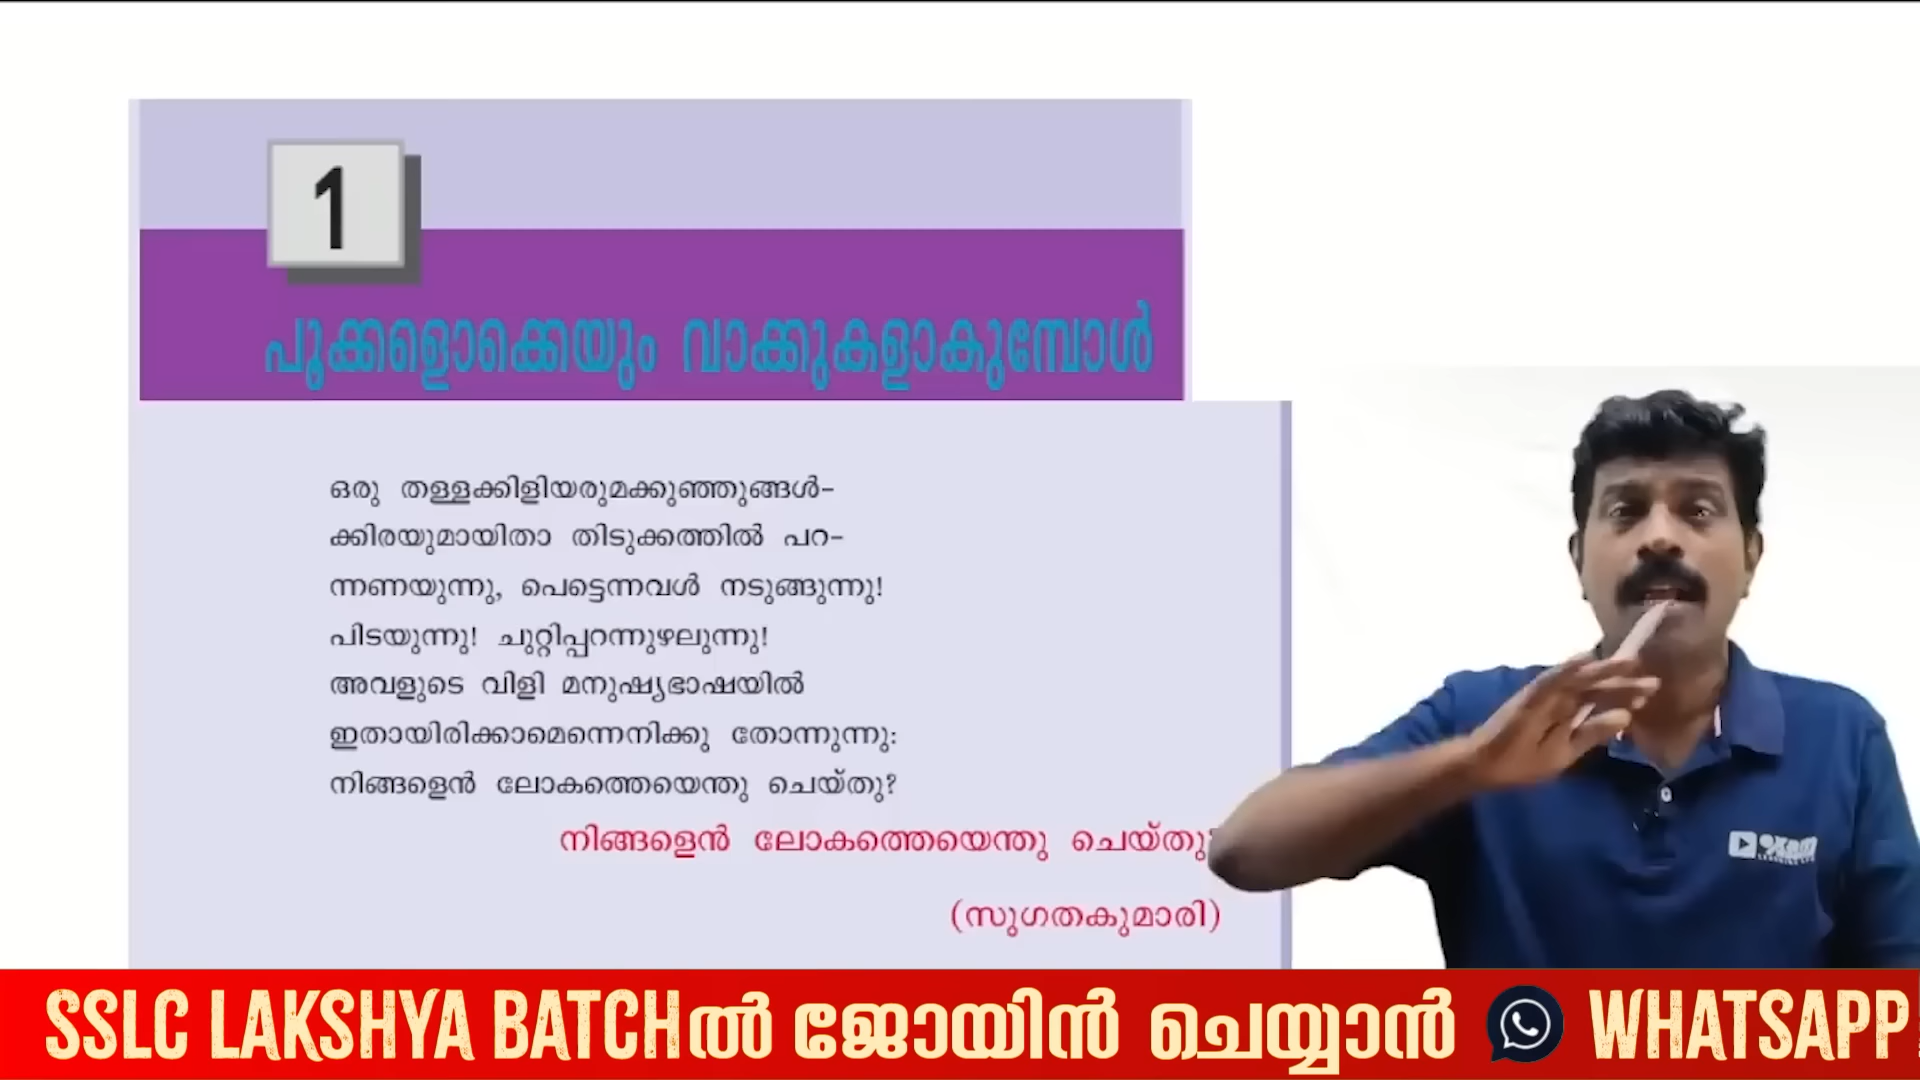 1
പൂക്കളൊക്കെയും വാക്കുകളാകുമ്പോൾ
ഒരു തള്ളക്കിളിയരുമക്കുഞ്ഞുങ്ങൾ-
ക്കിരയുമായിതാ തിടുക്കത്തിൽ പറ-
ന്നണയുന്നു, പെട്ടെന്നവൾ നടുങ്ങുന്നു!
പിടയുന്നു! ചുറ്റിപ്പറന്നുഴലുന്നു!
അവളുടെ വിളി മനുഷ്യഭാഷയിൽ
ഇതായിരിക്കാമെന്നെനിക്കു തോന്നുന്നു:
നിങ്ങളെൻ ലോകത്തെയെന്തു ചെയ്തു?
നിങ്ങളെൻ ലോകത്തെയെന്തു ചെയ്തു?
(സുഗതകുമാരി)
SSLC LAKSHYA BATCHൽ ജോയിൻ ചെയ്യാൻ WHATSAPP